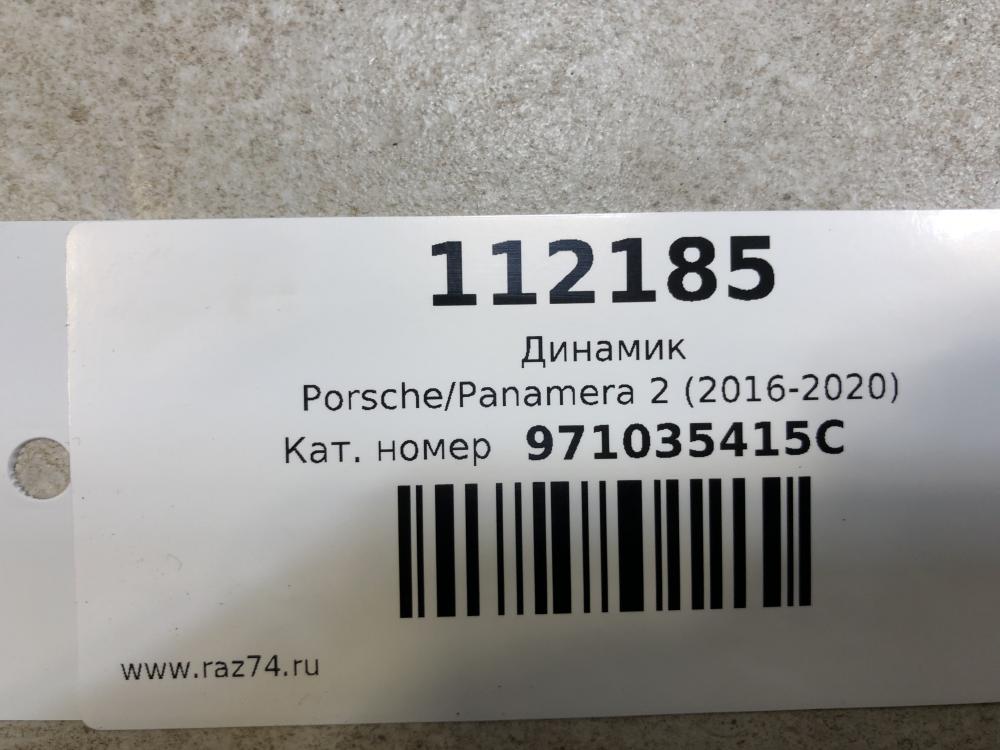 112185
Динамик
Porsche/Panamera 2 (2016-2020)
Кат. номер 971035415C
www.raz74.ru